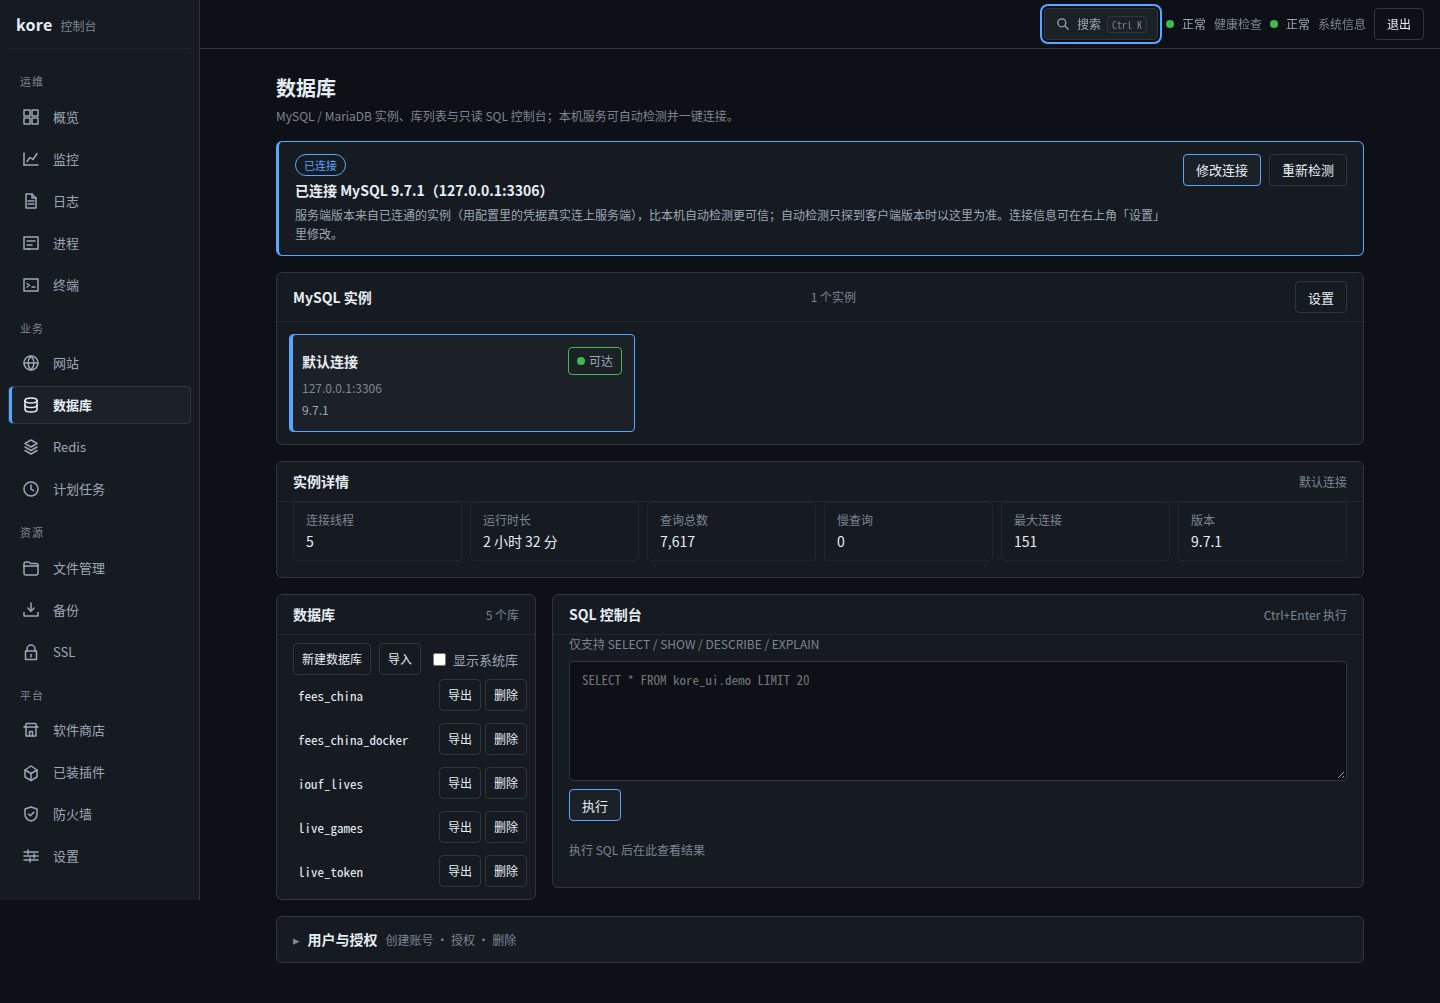 kore 控制台
搜索 Ctrl K 正常 健康检查 正常 系统信息 退出
运维
概览
监控
日志
进程
终端
业务
网站
数据库
Redis
计划任务
资源
文件管理
备份
SSL
平台
软件商店
已装插件
防火墙
设置
数据库
MySQL / MariaDB 实例、库列表与只读 SQL 控制台；本机服务可自动检测并一键连接。
已连接
修改连接 重新检测
已连接 MySQL 9.7.1（127.0.0.1:3306）
服务端版本来自已连通的实例（用配置里的凭据真实连上服务端），比本机自动检测更可信；自动检测只探到客户端版本时以这里为准。连接信息可在右上角「设置」
里修改。
MySQL 实例 1 个实例 设置
默认连接 可达
127.0.0.1:3306
9.7.1
实例详情 默认连接
连接线程 运行时长 查询总数 慢查询 最大连接 版本
5 2 小时 32 分 7,617 0 151 9.7.1
数据库 5 个库
新建数据库 导入 显示系统库
fees_china 导出 删除
fees_china_docker 导出 删除
iouf_lives 导出 删除
live_games 导出 删除
live_token 导出 删除
SQL 控制台 Ctrl+Enter 执行
仅支持 SELECT / SHOW / DESCRIBE / EXPLAIN
SELECT * FROM kore_ui.demo LIMIT 20
执行
执行 SQL 后在此查看结果
▸ 用户与授权 创建账号 · 授权 · 删除